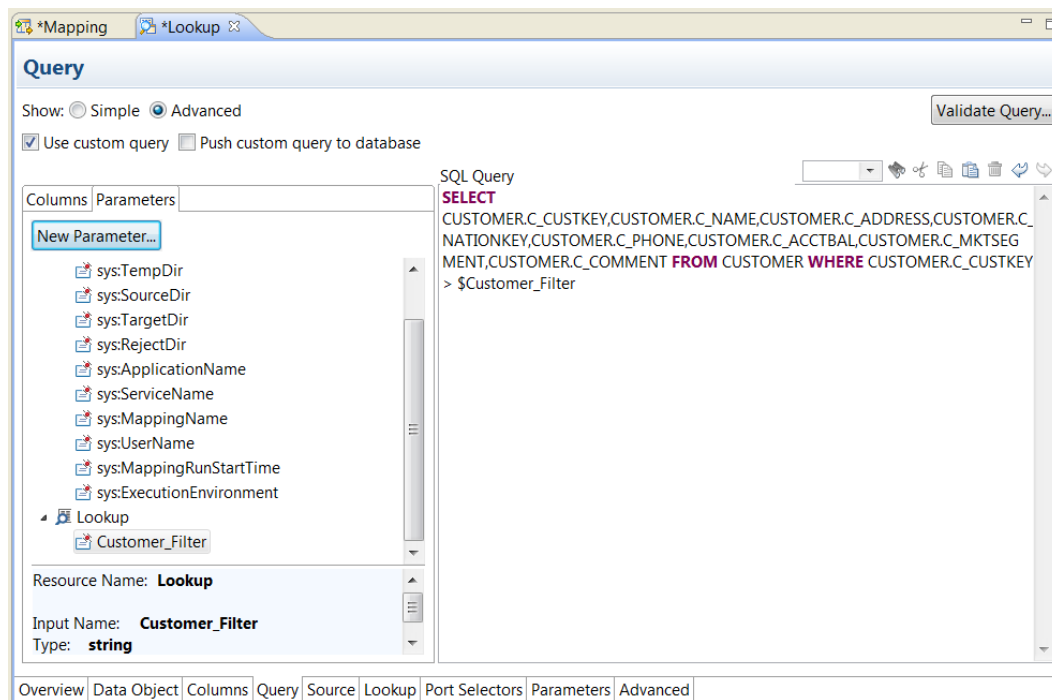 *Mapping *Lookup
Query
Show: Simple Advanced
Validate Query...
Use custom query Push custom query to database
Columns Parameters
New Parameter...
sys:TempDir
sys:SourceDir
sys:TargetDir
sys:RejectDir
sys:ApplicationName
sys:ServiceName
sys:MappingName
sys:UserName
sys:MappingRunStartTime
sys:ExecutionEnvironment
Lookup
Customer_Filter
Resource Name: Lookup
Input Name: Customer_Filter
Type: string
SQL Query
SELECT
CUSTOMER.C_CUSTKEY,CUSTOMER.C_NAME,CUSTOMER.C_ADDRESS,CUSTOMER.C_
NATIONKEY,CUSTOMER.C_PHONE,CUSTOMER.C_ACCTBAL,CUSTOMER.C_MKTSEG
MENT,CUSTOMER.C_COMMENT FROM CUSTOMER WHERE CUSTOMER.C_CUSTKEY
> $Customer_Filter
Overview Data Object Columns Query Source Lookup Port Selectors Parameters Advanced